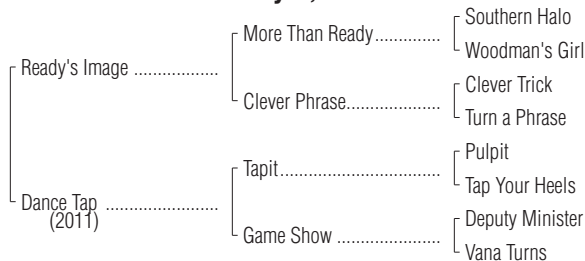 Southern Halo
More Than Ready
Woodman's Girl
Ready's Image
Clever Trick
Clever Phrase
Turn a Phrase
Pulpit
Tapit
Tap Your Heels
Dance Tap
(2011)
Deputy Minister
Game Show
Vana Turns